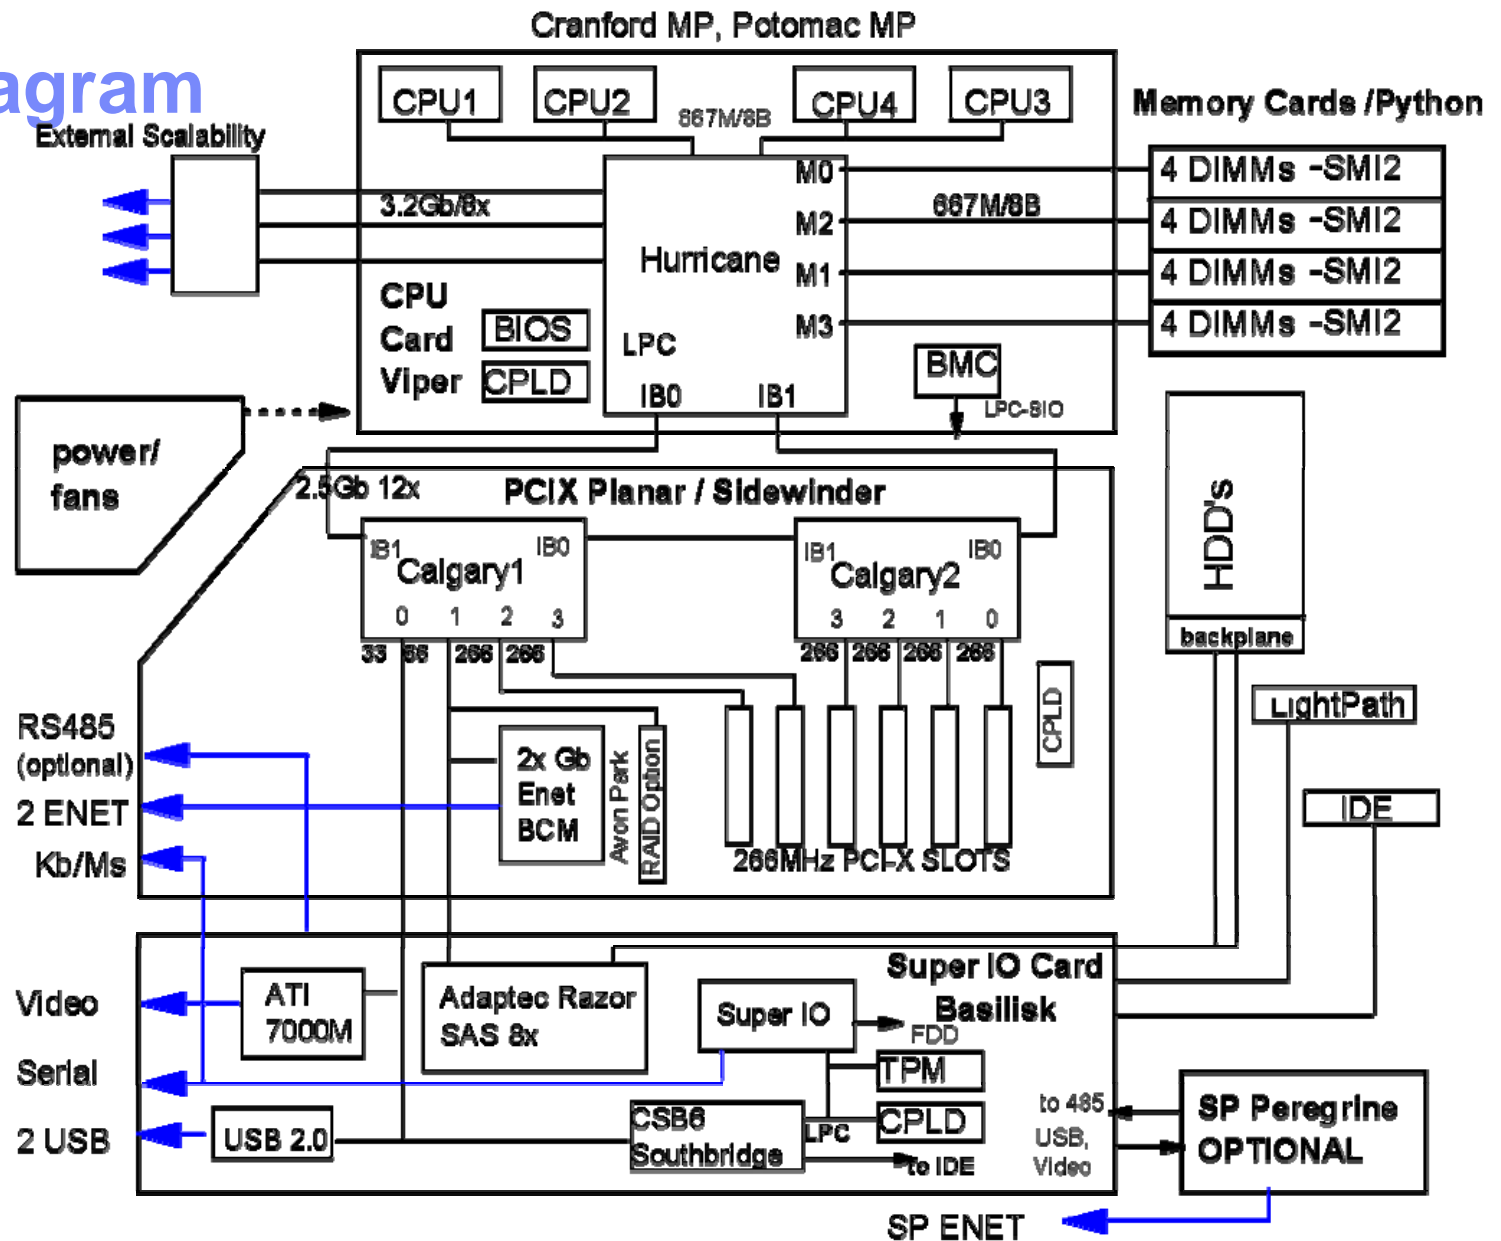 Cranford MP, Potomac MP
agram
CPU1
CPU2
667M/8B
CPU4
CPU3
Memory Cards /Python
External Scalability
M0
4 DIMMs -SMI2
3.2Gb/8x
667M/8B
M2
4 DIMMs -SMI2
Hurricane
M1
4 DIMMs -SMI2
CPU
Card
Viper
BIOS
CPLD
LPC
M3
4 DIMMs -SMI2
BMC
IB0
IB1
LPC-SIO
power/
fans
2.5Gb 12x
PCIX Planar / Sidewinder
HDD's
backplane
IB1
IB0
Calgary1
0
1
2
3
IB1
IB0
Calgary2
3
2
1
0
33
66
266
266
266
266
266
266
CPLD
LightPath
IDE
RS485
(optional)
2 ENET
Kb/Ms
2x Gb
Enet
BCM
Avon Park
RAID Option
266MHz PCI-X SLOTS
Super IO Card
Basilisk
Video
ATI
7000M
Adaptec Razor
SAS 8x
Super IO
FDD
TPM
Serial
CSB6
Southbridge
LPC
CPLD
to IDE
2 USB
USB 2.0
to 485
USB,
Video
SP Peregrine
OPTIONAL
SP ENET